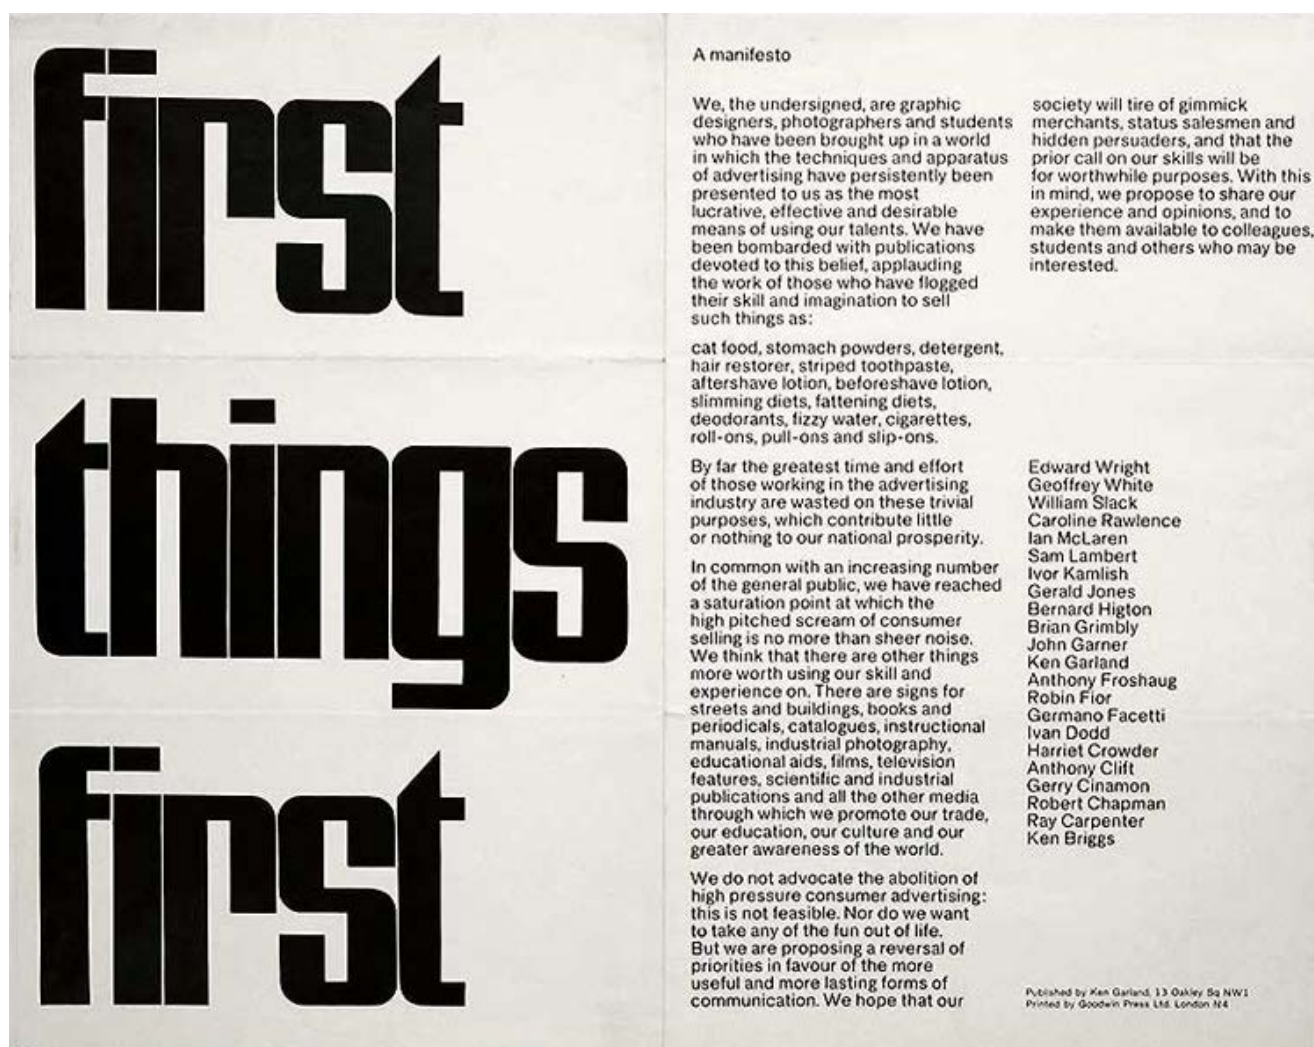 first
things
first
A manifesto
We, the undersigned, are graphic
designers, photographers and students
who have been brought up in a world
in which the techniques and apparatus
of advertising have persistently been
presented to us as the most
lucrative, effective and desirable
means of using our talents. We have
been bombarded with publications
devoted to this belief, applauding
the work of those who have flogged
their skill and imagination to sell
such things as:
cat food, stomach powders, detergent,
hair restorer, striped toothpaste,
aftershave lotion, beforeshave lotion,
slimming diets, fattening diets,
deodorants, fizzy water, cigarettes,
roll-ons, pull-ons and slip-ons.
By far the greatest time and effort
of those working in the advertising
industry are wasted on these trivial
purposes, which contribute little
or nothing to our national prosperity.
In common with an increasing number
of the general public, we have reached
a saturation point at which the
high pitched scream of consumer
selling is no more than sheer noise.
We think that there are other things
more worth using our skill and
experience on. There are signs for
streets and buildings, books and
periodicals, catalogues, instructional
manuals, industrial photography,
educational aids, films, television
features, scientific and industrial
publications and all the other media
through which we promote our trade,
our education, our culture and our
greater awareness of the world.
We do not advocate the abolition of
high pressure consumer advertising:
this is not feasible. Nor do we want
to take any of the fun out of life.
But we are proposing a reversal of
priorities in favour of the more
useful and more lasting forms of
communication. We hope that our
society will tire of gimmick
merchants, status salesmen and
hidden persuaders, and that the
prior call on our skills will be
for worthwhile purposes. With this
in mind, we propose to share our
experience and opinions, and to
make them available to colleagues,
students and others who may be
interested.
Edward Wright
Geoffrey White
William Slack
Caroline Rawlence
Ian McLaren
Sam Lambert
Ivor Kamlish
Gerald Jones
Bernard Higton
Brian Grimbly
John Garner
Ken Garland
Anthony Froshaug
Robin Fior
Germano Facetti
Ivan Dodd
Harriet Crowder
Anthony Clift
Gerry Cinamon
Robert Chapman
Ray Carpenter
Ken Briggs
Published by Ken Garland, 13 Oakley Sq NW1
Printed by Goodwin Press Ltd. London N4